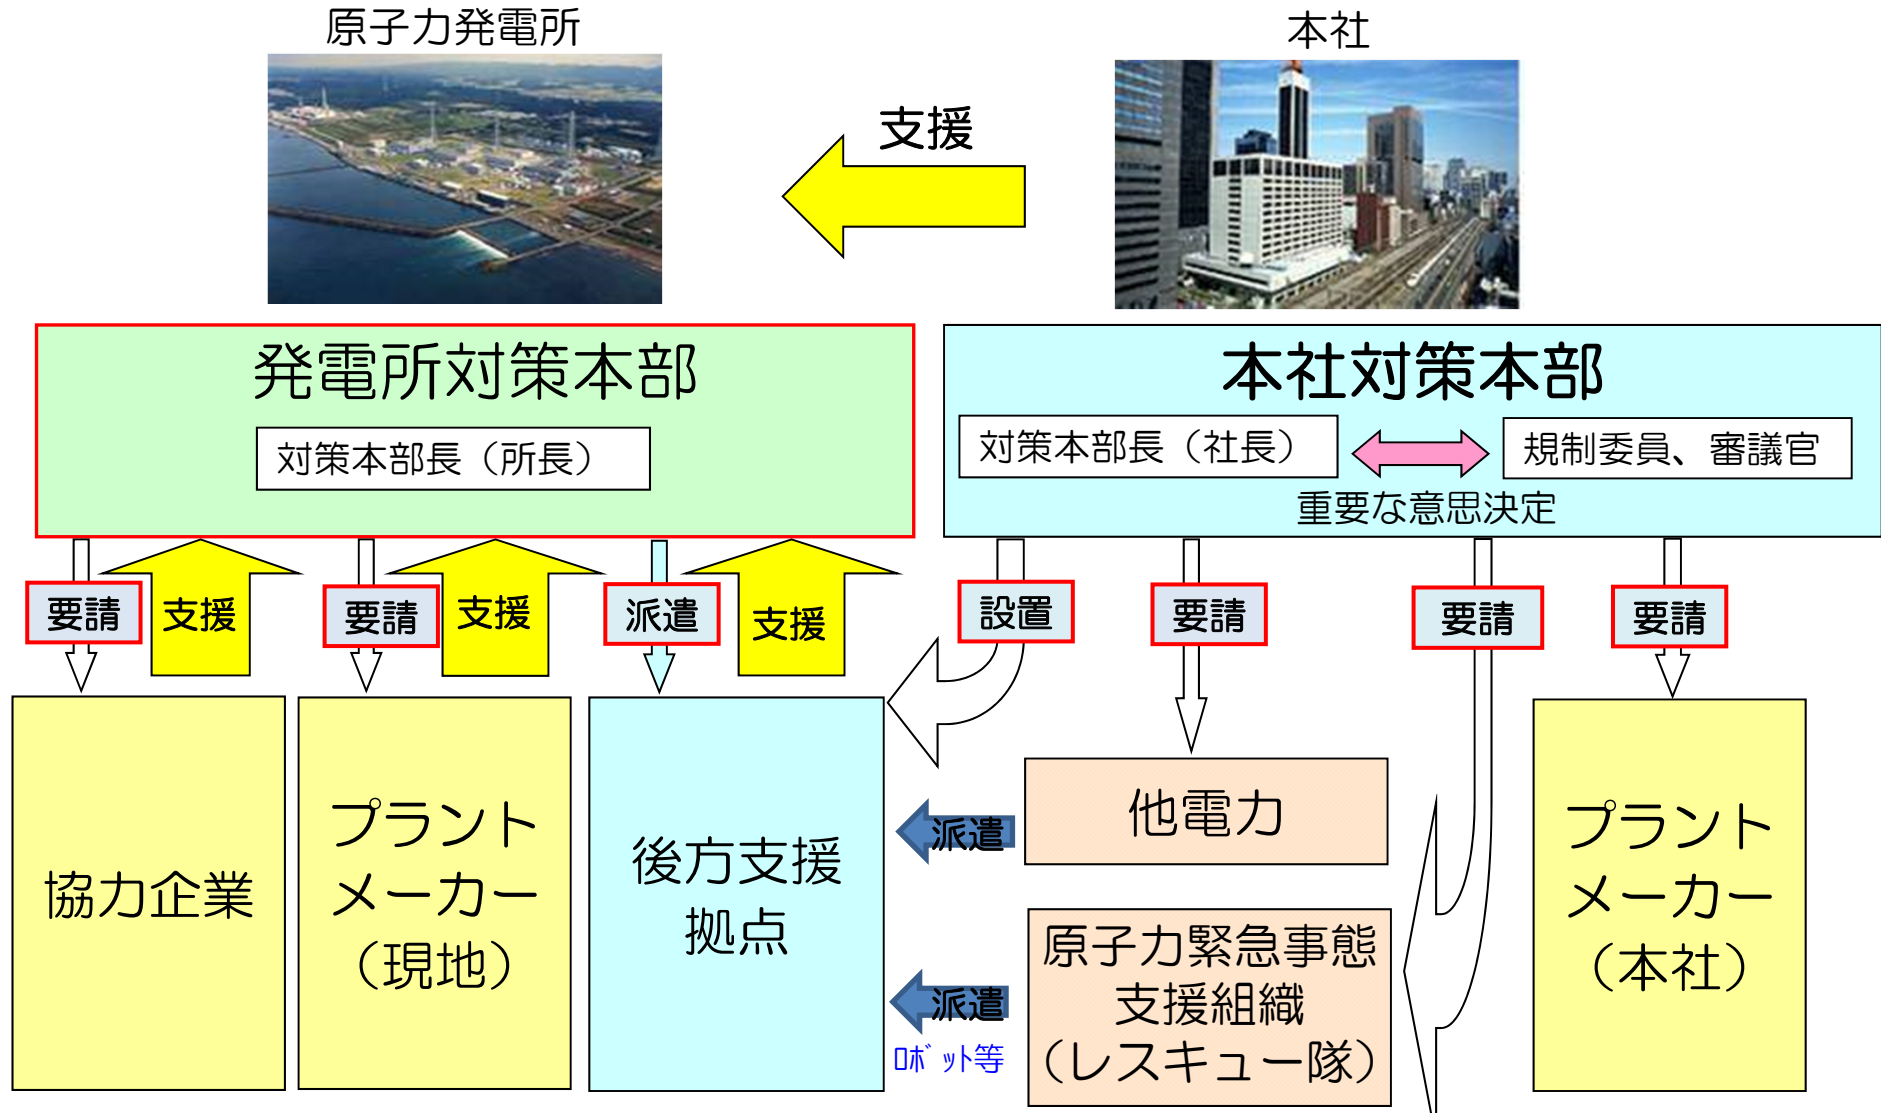 原子力発電所
本社
支援
発電所対策本部
対策本部長（所長）
本社対策本部
対策本部長（社長）
規制委員、審議官
重要な意思決定
要請
支援
要請
支援
派遣
支援
設置
要請
要請
要請
協力企業
プラント
メーカー
（現地）
後方支援
拠点
他電力
派遣
原子力緊急事態
支援組織
（レスキュー隊）
派遣
ﾛﾎﾞｯﾄ等
プラント
メーカー
（本社）